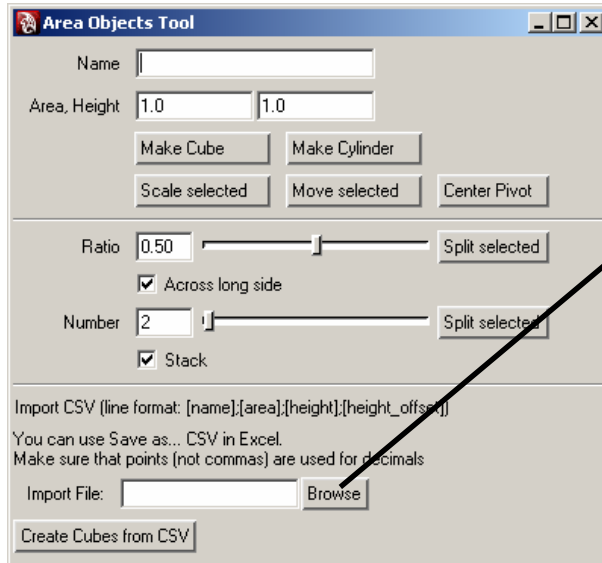 Area Objects Tool
Name
Area, Height 1.0 1.0
Make Cube Make Cylinder
Scale selected Move selected Center Pivot
Ratio 0.50 Split selected
Across long side
Number 2 Split selected
Stack
Import CSV (line format: [name];[area];[height];[height_offset])
You can use Save as... CSV in Excel.
Make sure that points (not commas) are used for decimals
Import File: Browse
Create Cubes from CSV